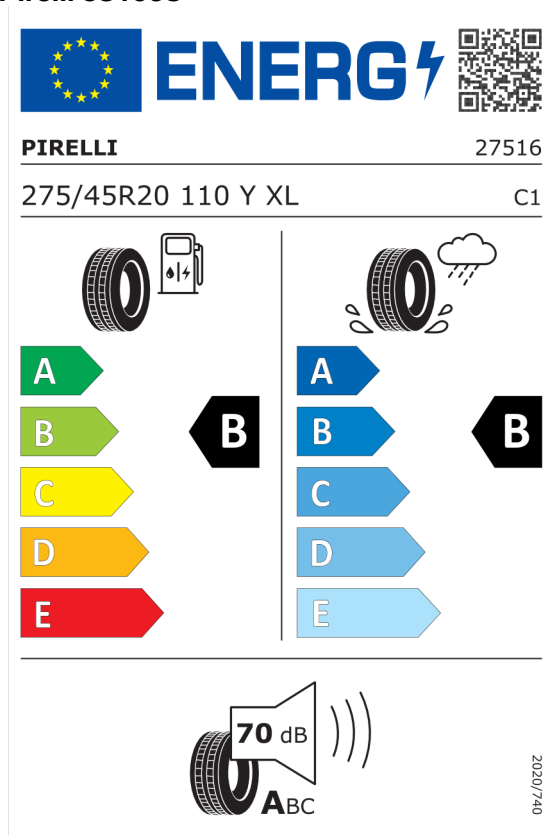 ENERG
PIRELLI 27516
275/45R20 110 Y XL C1
A A
B B B B
C C
D D
E E
70 dB
ABC
2020/740